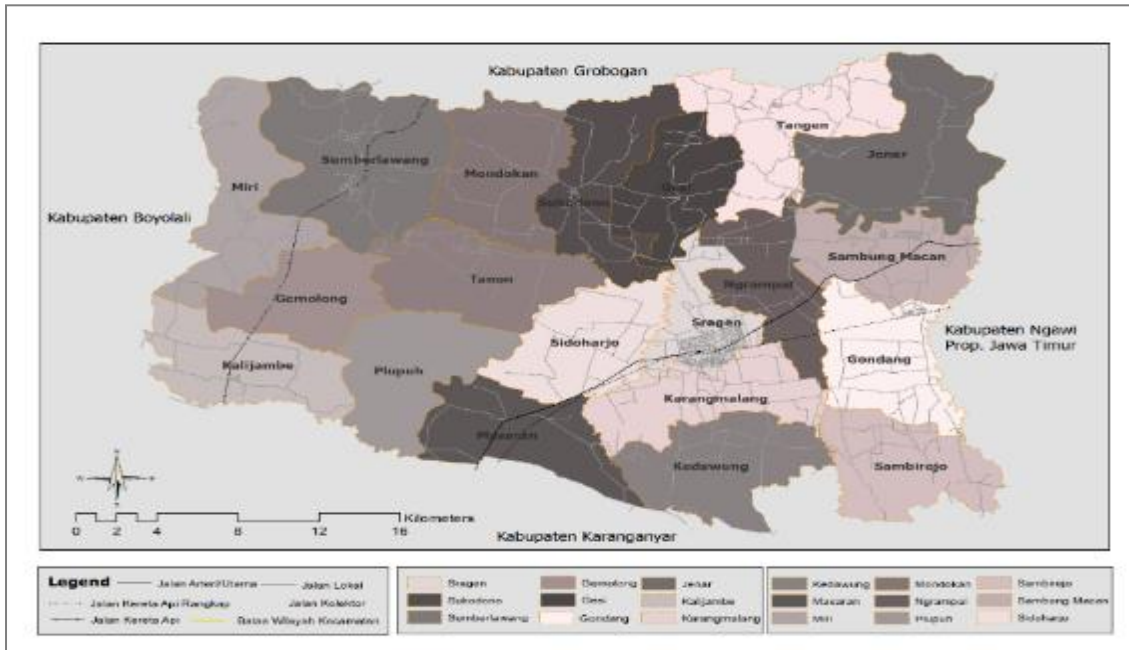 Kabupaten Grobogan
Tangen
Jenar
Sumberlawang
Mondokan
Miri
Sukodono
Gesi
Kabupaten Boyolali
Sambung Macan
Tanon
Ngrampal
Gemolong
Sragen
Kabupaten Ngawi
Prop. Jawa Timur
Sidoharjo
Gondang
Kalijambe
Plupuh
Karangmalang
Masaran
Kedawung
Sambirejo
Kilometers
0 2 4 8 12 16
Kabupaten Karanganyar
Legend
Jalan Arteri/Utama
Jalan Lokal
Jalan Kereta Api Rangkap
Jalan Kolektor
Jalan Kereta Api
Batas Wilayah Kecamatan
Sragen
Gemolong
Jenar
Sukodono
Gesi
Kalijambe
Sumberlawang
Gondang
Karangmalang
Kedawung
Mondokan
Sambirejo
Masaran
Ngrampal
Sambung Macan
Miri
Plupuh
Sidoharjo